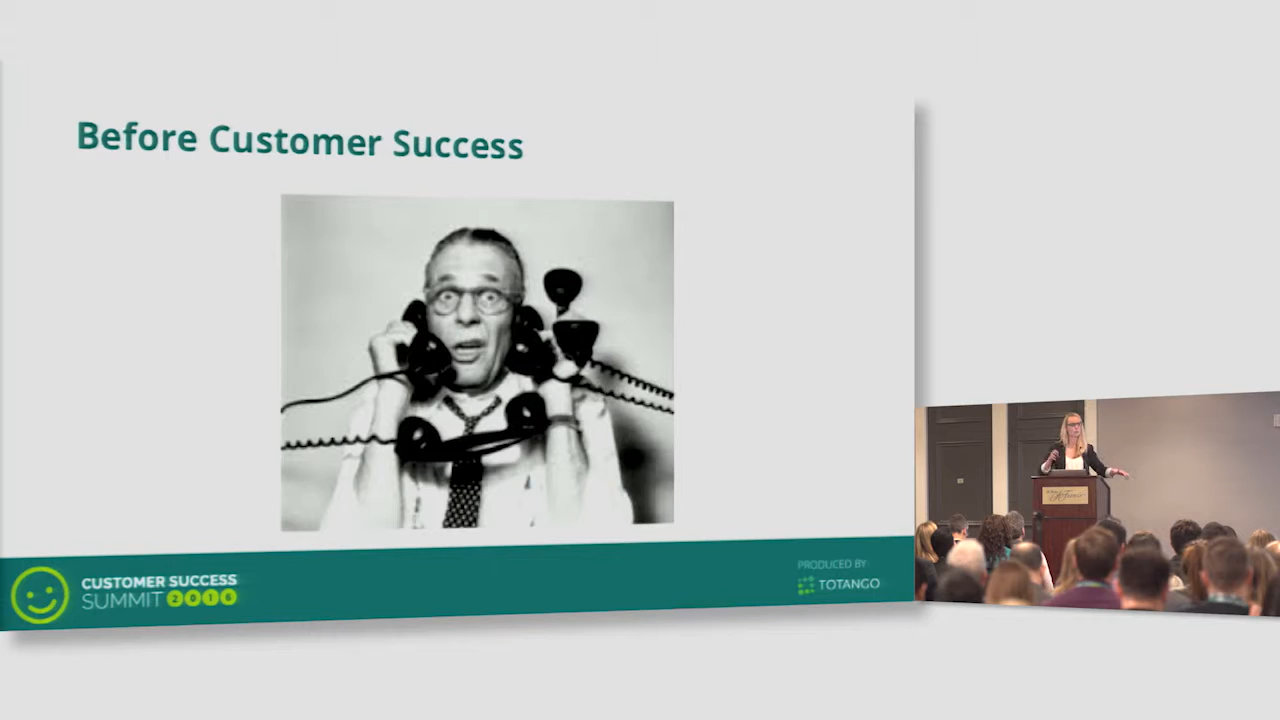 Before Customer Success
CUSTOMER SUCCESS
SUMMIT 2016
PRODUCED BY
TOTANGO